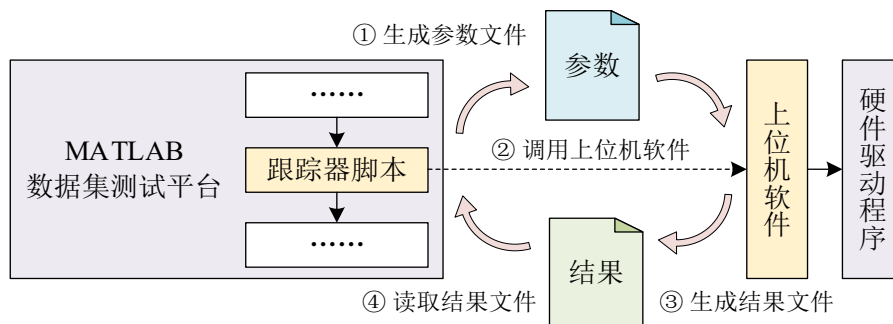 ① 生成参数文件
参数
……
MATLAB
数据集测试平台
跟踪器脚本
② 调用上位机软件
上位机软件
硬件驱动程序
……
结果
④ 读取结果文件
③ 生成结果文件